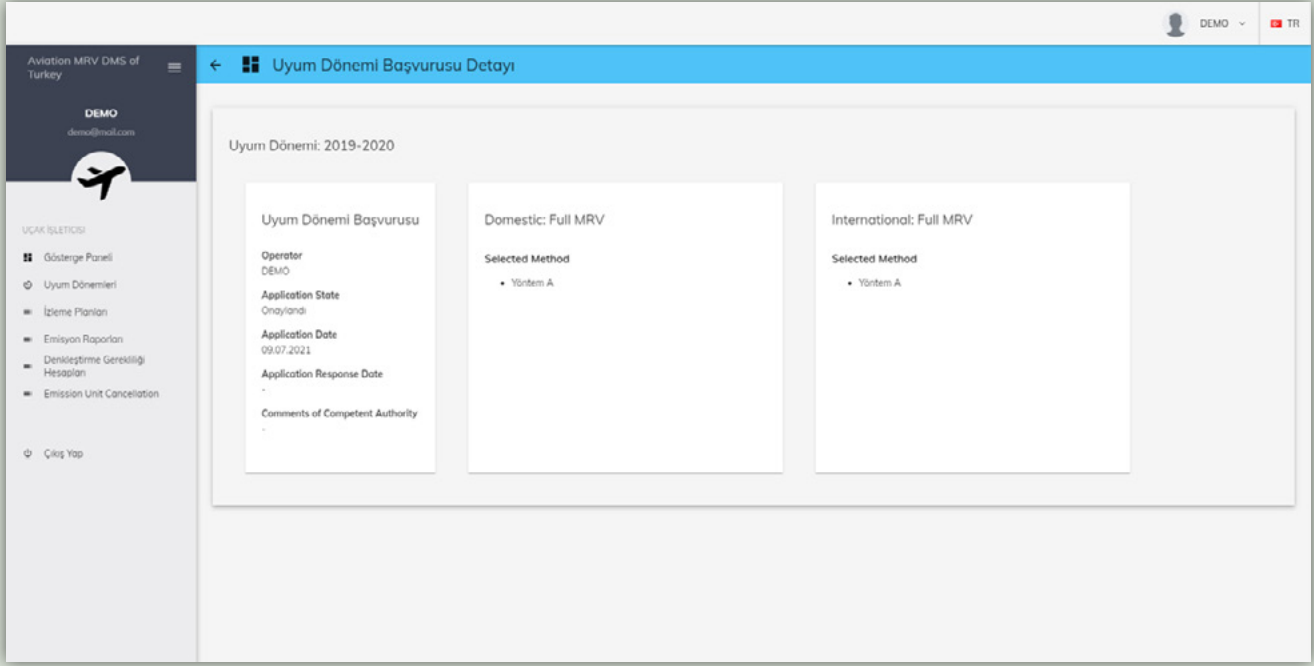 DEMO
TR
Aviation MRV DMS of
Turkey
DEMO
demo@mail.com
UÇAK İŞLETİCİSİ
Gösterge Paneli
Uyum Dönemleri
İzleme Planları
Emisyon Raporları
Denkleştirme Gerekliliği
Hesapları
Emission Unit Cancellation
Çıkış Yap
Uyum Dönemi Başvurusu Detayı
Uyum Dönemi: 2019-2020
Uyum Dönemi Başvurusu
Operator
DEMO
Application State
Onaylandı
Application Date
09.07.2021
Application Response Date
-
Comments of Competent Authority
-
Domestic: Full MRV
Selected Method
• Yöntem A
International: Full MRV
Selected Method
• Yöntem A